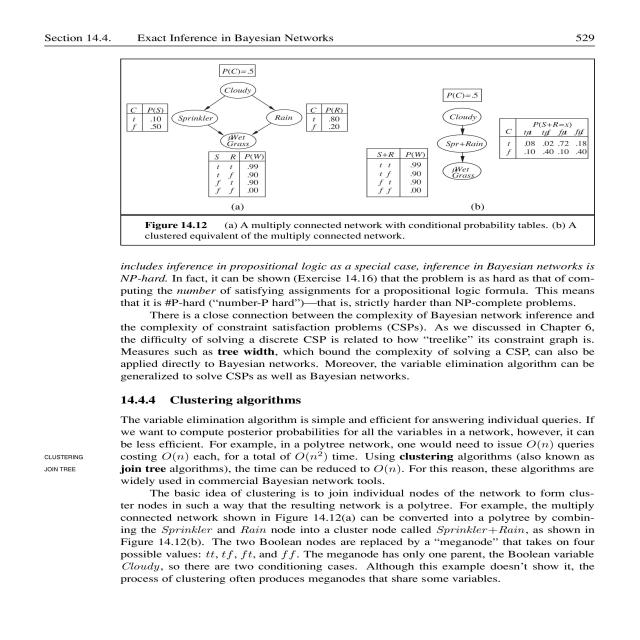 Section 14.4. Exact Inference in Bayesian Networks 529
P(C)=.5
Cloudy
C P(S)
t .10
f .50
Sprinkler
Rain
C P(R)
t .80
f .20
Wet
Grass
S R P(W)
t t .99
t f .90
f t .90
f f .00
(a)
P(C)=.5
Cloudy
Spr+Rain
Wet
Grass
P(S+R=x)
C
t .08 .02 .72 .18
f .10 .40 .10 .40
S+R P(W)
t t .99
t f .90
f t .90
f f .00
(b)
Figure 14.12 (a) A multiply connected network with conditional probability tables. (b) A
clustered equivalent of the multiply connected network.
includes inference in propositional logic as a special case, inference in Bayesian networks is
NP-hard. In fact, it can be shown (Exercise 14.16) that the problem is as hard as that of com-
puting the number of satisfying assignments for a propositional logic formula. This means
that it is #P-hard (“number-P hard”)—that is, strictly harder than NP-complete problems.
There is a close connection between the complexity of Bayesian network inference and
the complexity of constraint satisfaction problems (CSPs). As we discussed in Chapter 6,
the difficulty of solving a discrete CSP is related to how “treelike” its constraint graph is.
Measures such as tree width, which bound the complexity of solving a CSP, can also be
applied directly to Bayesian networks. Moreover, the variable elimination algorithm can be
generalized to solve CSPs as well as Bayesian networks.
14.4.4 Clustering algorithms
The variable elimination algorithm is simple and efficient for answering individual queries. If
we want to compute posterior probabilities for all the variables in a network, however, it can
be less efficient. For example, in a polytree network, one would need to issue O(n) queries
CLUSTERING
costing O(n) each, for a total of O(n²) time. Using clustering algorithms (also known as
JOIN TREE
join tree algorithms), the time can be reduced to O(n). For this reason, these algorithms are
widely used in commercial Bayesian network tools.
The basic idea of clustering is to join individual nodes of the network to form clus-
ter nodes in such a way that the resulting network is a polytree. For example, the multiply
connected network shown in Figure 14.12(a) can be converted into a polytree by combin-
ing the Sprinkler and Rain node into a cluster node called Sprinkler+Rain, as shown in
Figure 14.12(b). The two Boolean nodes are replaced by a “meganode” that takes on four
possible values: tt, tf, ft, and ff. The meganode has only one parent, the Boolean variable
Cloudy, so there are two conditioning cases. Although this example doesn’t show it, the
process of clustering often produces meganodes that share some variables.